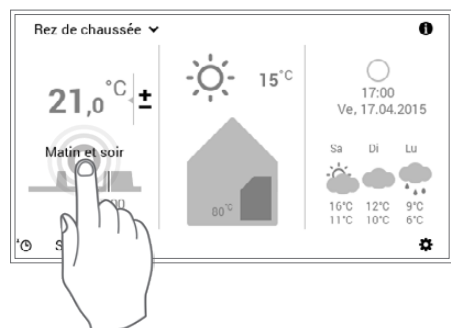 Rez de chaussée
21,0 °C ±
Matin et soir
15°C
80°C
17:00
Ve, 17.04.2015
Sa Di Lu
16°C 12°C 9°C
11°C 10°C 6°C